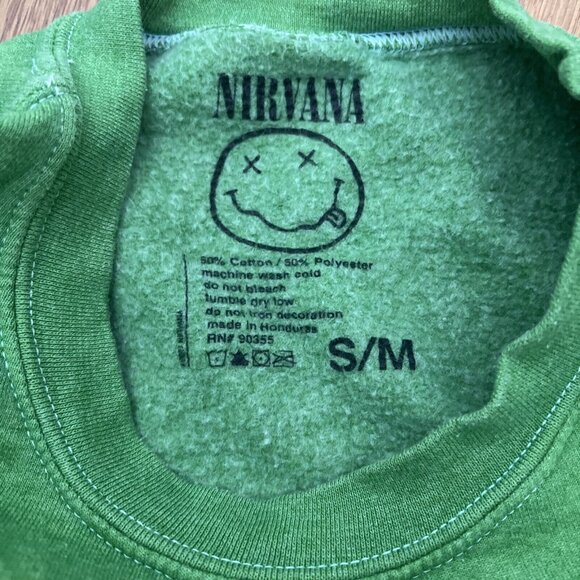 NIRVANA
50% Cotton / 50% Polyester
machine wash cold
do not bleach
tumble dry low
do not iron decoration
made in Honduras
RN# 90355
S/M
NIRVANA